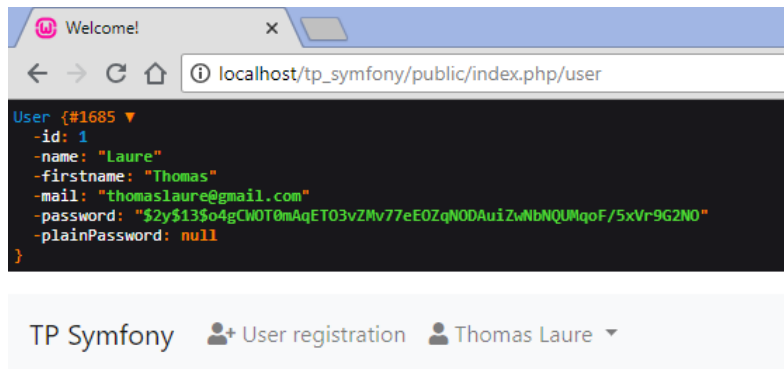 Welcome!
localhost/tp_symfony/public/index.php/user
User {#1685 ▼
-id: 1
-name: "Laure"
-firstname: "Thomas"
-mail: "thomaslaure@gmail.com"
-password: "$2y$13$o4gCWOT0mAqETO3vZMv77eEOZqNODAuiZwNbNQUMqoF/5xVr9G2NO"
-plainPassword: null
}
TP Symfony User registration Thomas Laure